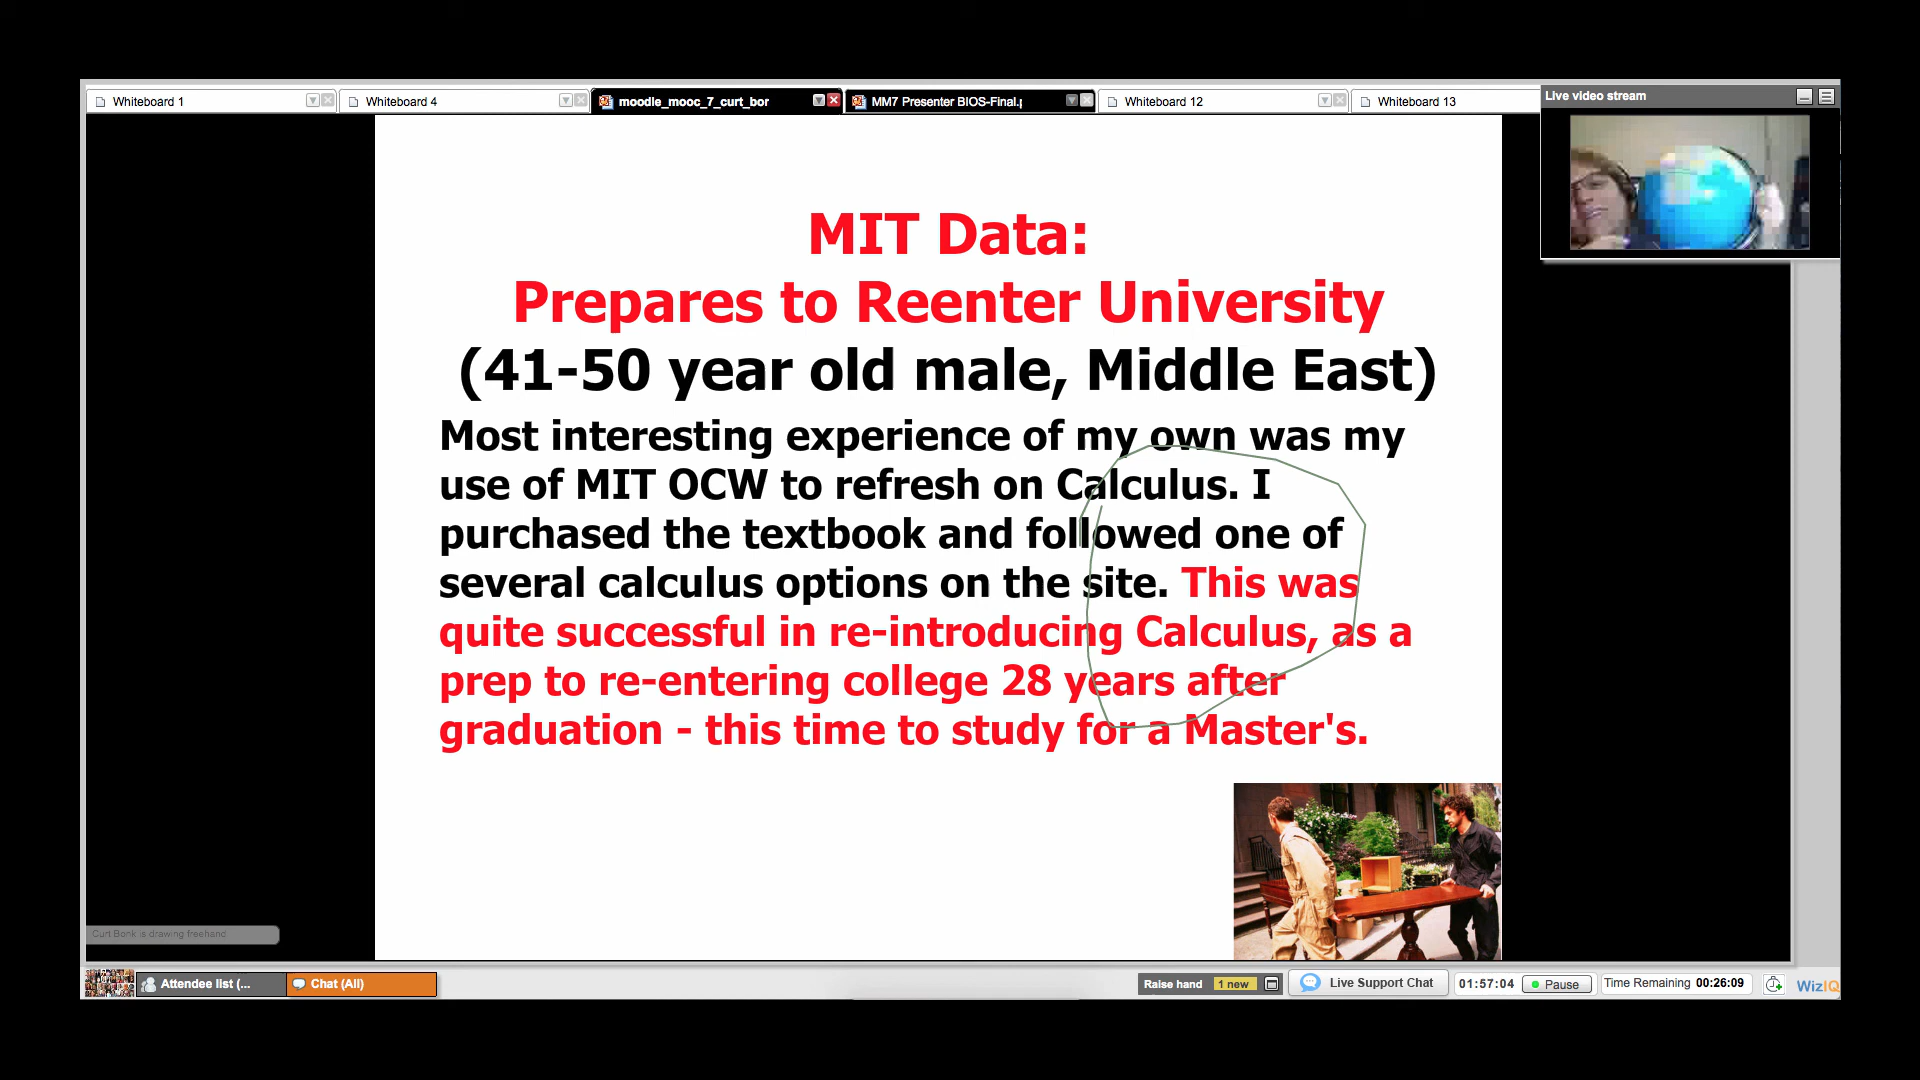 Whiteboard 1
Whiteboard 4
moodle_mooc_7_curt_bor
MM7 Presenter BIOS-Final.p
Whiteboard 12
Whiteboard 13
Live video stream
MIT Data:
Prepares to Reenter University
(41-50 year old male, Middle East)
Most interesting experience of my own was my
use of MIT OCW to refresh on Calculus. I
purchased the textbook and followed one of
several calculus options on the site. This was
quite successful in re-introducing Calculus, as a
prep to re-entering college 28 years after
graduation - this time to study for a Master's.
Curt Bonk is drawing freehand
Attendee list (...
Chat (All)
Raise hand 1 new
Live Support Chat
01:57:04 Pause
Time Remaining 00:26:09
WizIQ